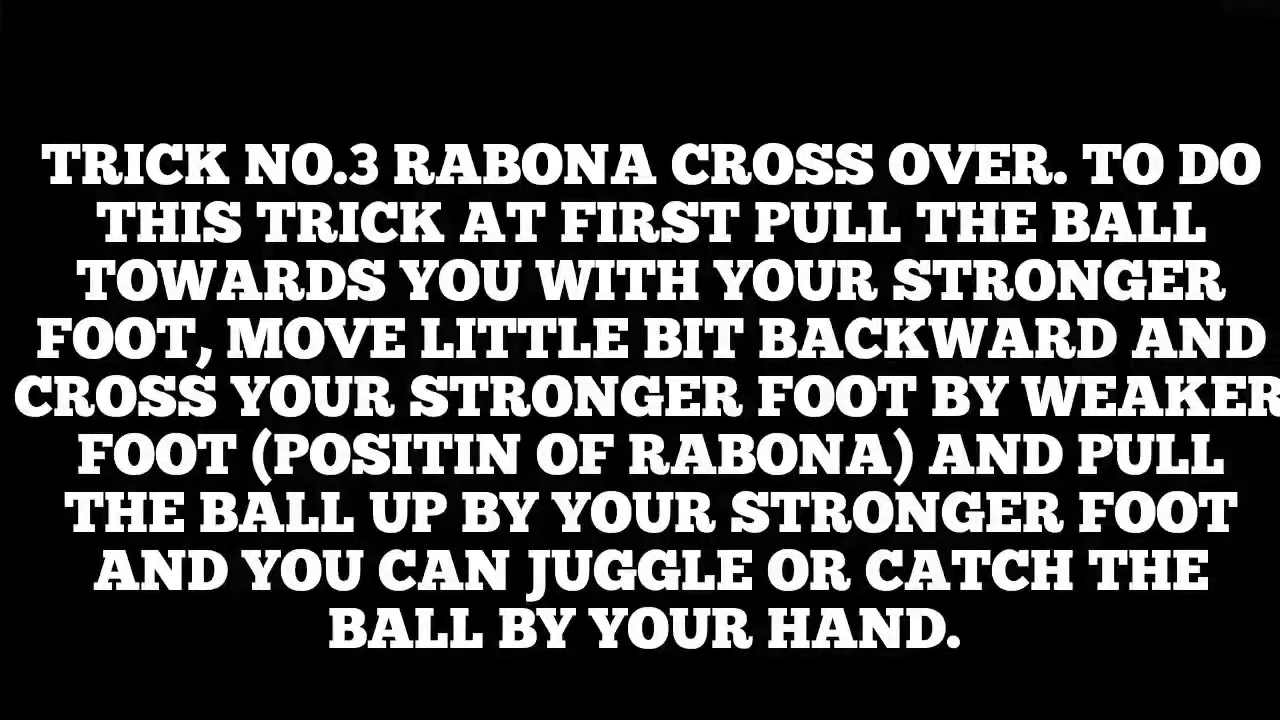 TRICK NO.3 RABONA CROSS OVER. TO DO
THIS TRICK AT FIRST PULL THE BALL
TOWARDS YOU WITH YOUR STRONGER
FOOT, MOVE LITTLE BIT BACKWARD AND
CROSS YOUR STRONGER FOOT BY WEAKER
FOOT (POSITIN OF RABONA) AND PULL
THE BALL UP BY YOUR STRONGER FOOT
AND YOU CAN JUGGLE OR CATCH THE
BALL BY YOUR HAND.